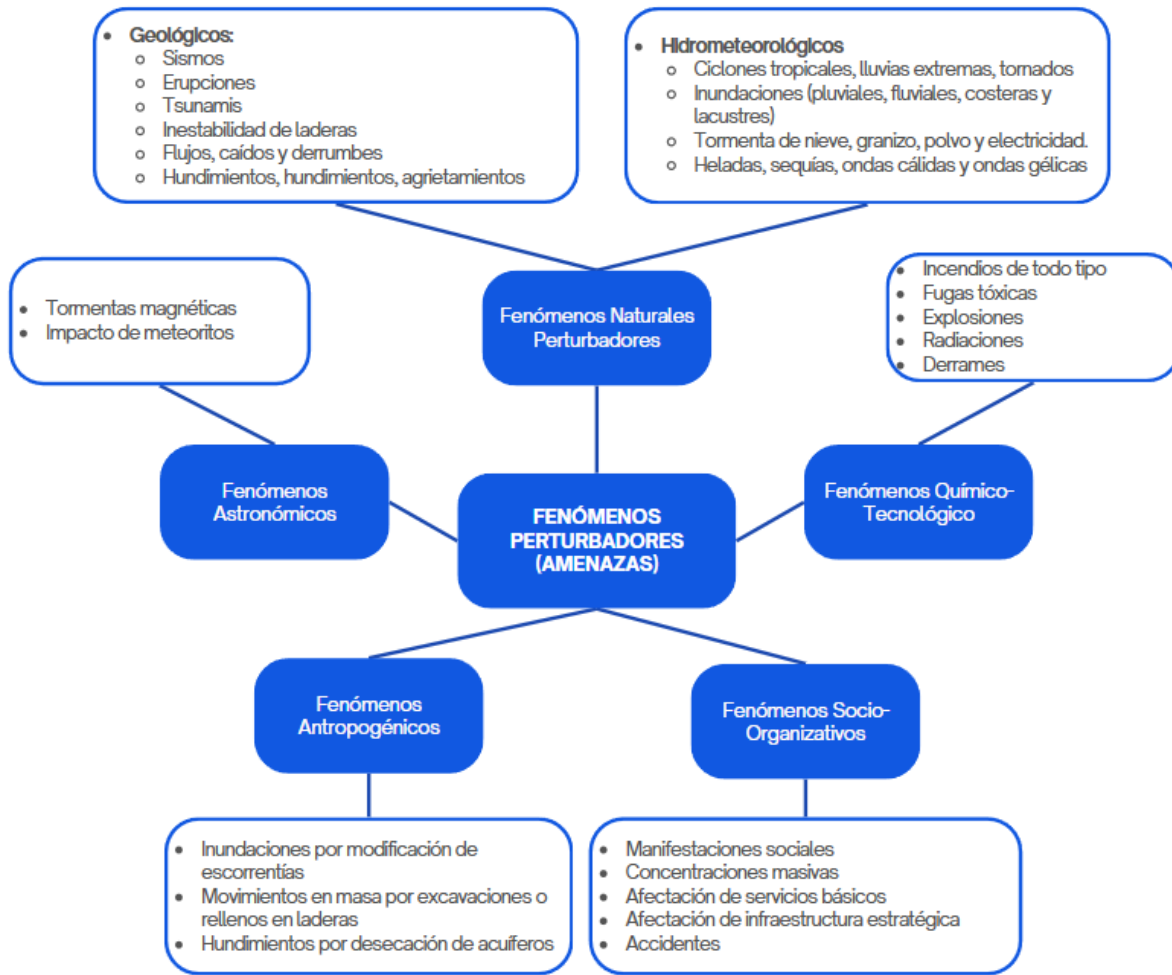 Geológicos:
Sismos
Erupciones
Tsunamis
Inestabilidad de laderas
Flujos, caídos y derrumbes
Hundimientos, hundimientos, agrietamientos
Hidrometeorológicos
Ciclones tropicales, lluvias extremas, tornados
Inundaciones (pluviales, fluviales, costeras y
lacustres)
Tormenta de nieve, granizo, polvo y electricidad.
Heladas, sequías, ondas cálidas y ondas gélicas
Tormentas magnéticas
Impacto de meteoritos
Fenómenos Naturales
Perturbadores
Incendios de todo tipo
Fugas tóxicas
Explosiones
Radiaciones
Derrames
Fenómenos
Astronómicos
FENÓMENOS
PERTURBADORES
(AMENAZAS)
Fenómenos Químico-
Tecnológico
Fenómenos
Antropogénicos
Fenómenos Socio-
Organizativos
Inundaciones por modificación de
escorrentías
Movimientos en masa por excavaciones o
rellenos en laderas
Hundimientos por desecación de acuíferos
Manifestaciones sociales
Concentraciones masivas
Afectación de servicios básicos
Afectación de infraestructura estratégica
Accidentes